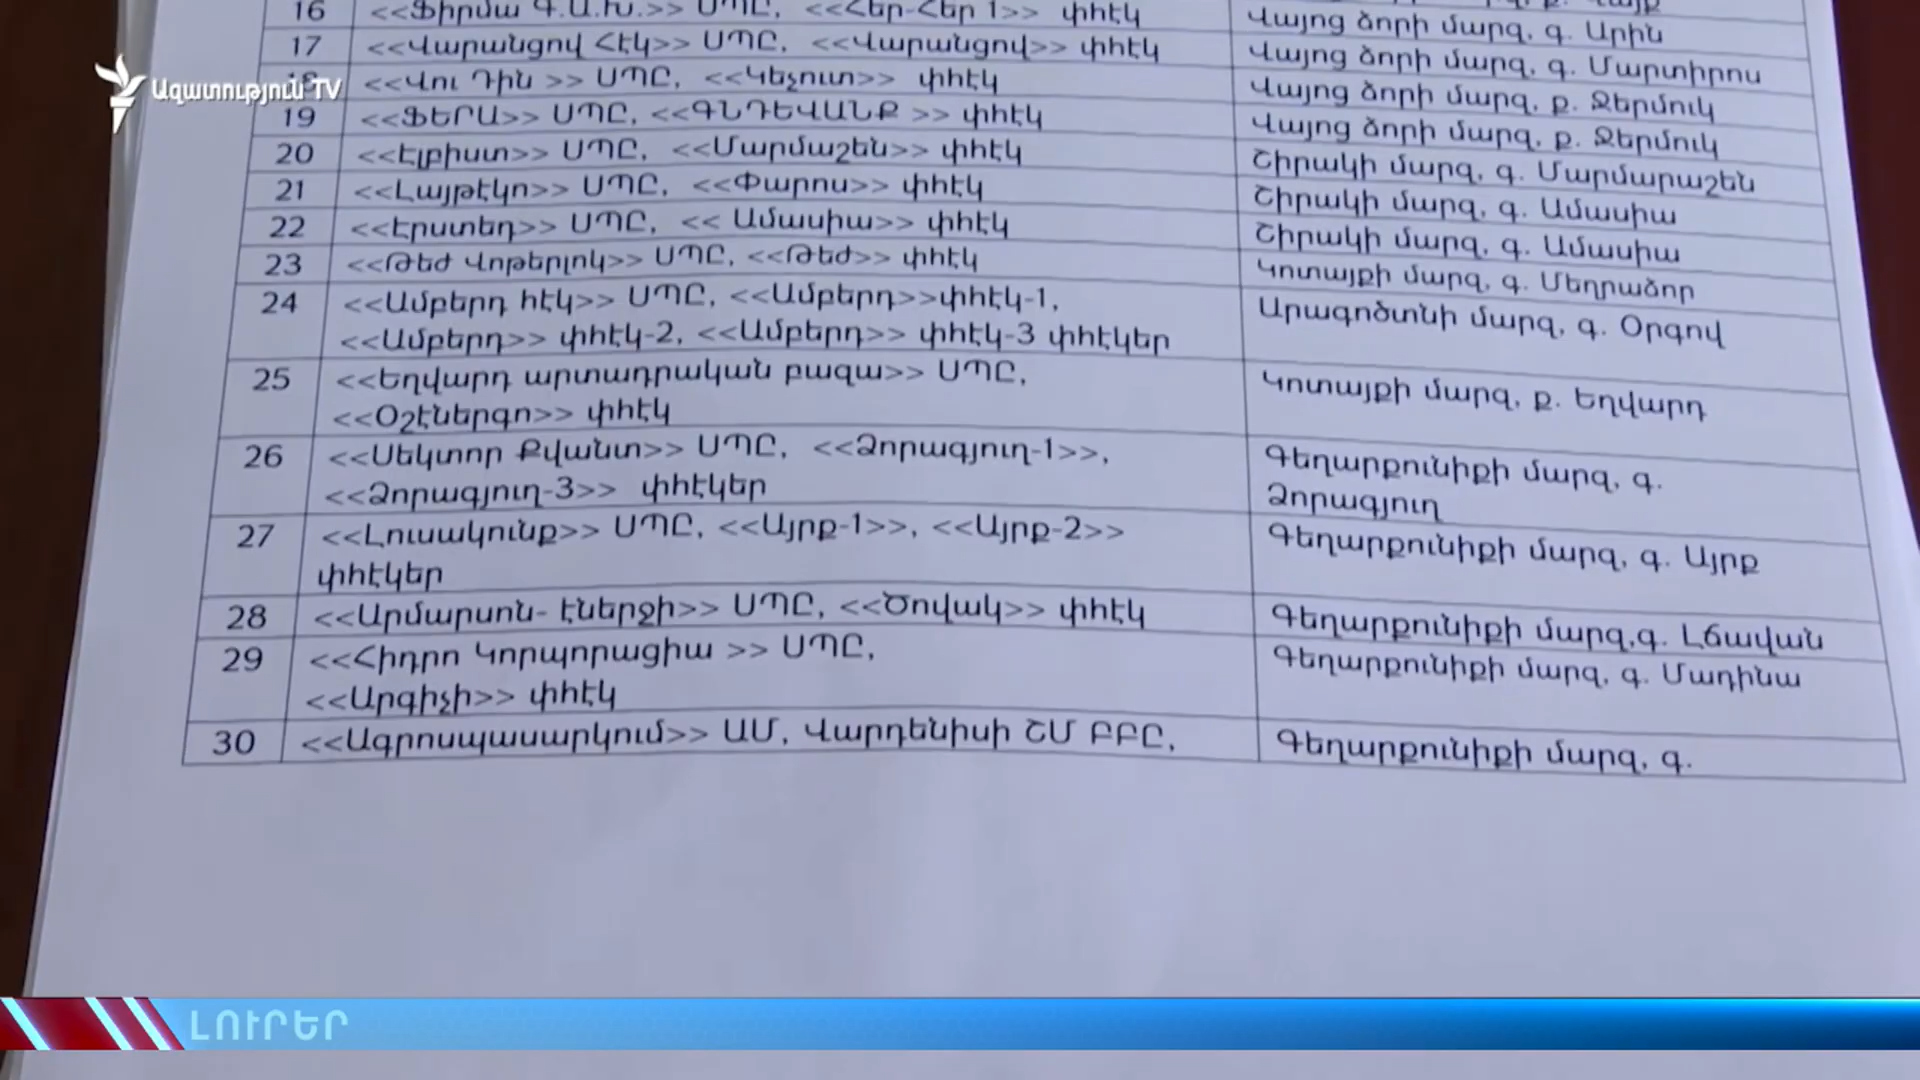 16 <<Ֆիրմա Գ.Ա.Խ.>> ՍՊԸ, <<Հեր-Հեր 1>> փհէկ
Վայոց ձորի մարզ, գ. Արին
17 <<Վարանցով Հէկ>> ՍՊԸ, <<Վարանցով>> փհէկ
Վայոց ձորի մարզ, գ. Մարտիրոս
18 <<Վու Դին >> ՍՊԸ, <<Կեչուտ>> փհէկ
Վայոց ձորի մարզ, ք. Ջերմուկ
19 <<ՖԵՐԱ>> ՍՊԸ, <<ԳՆԴԵՎԱՆՔ >> փհէկ
Վայոց ձորի մարզ, ք. Ջերմուկ
20 <<Էլբիստ>> ՍՊԸ, <<Մարմաշեն>> փհէկ
Շիրակի մարզ, գ. Մարմարաշեն
21 <<Լայթէկո>> ՍՊԸ, <<Փարոս>> փհէկ
Շիրակի մարզ, գ. Ամասիա
22 <<Էրստեդ>> ՍՊԸ, << Ամասիա>> փհէկ
Շիրակի մարզ, գ. Ամասիա
23 <<Թեժ Վոթերլոկ>> ՍՊԸ, <<Թեժ>> փհէկ
Կոտայքի մարզ, գ. Մեղրաձոր
24 <<Ամբերդ հէկ>> ՍՊԸ, <<Ամբերդ>>փհէկ-1,
<<Ամբերդ>> փհէկ-2, <<Ամբերդ>> փհէկ-3 փհէկեր
Արագոծտնի մարզ, գ. Օրգով
25 <<Եղվարդ արտադրական բազա>> ՍՊԸ,
<<Օշէներգո>> փհէկ
Կոտայքի մարզ, ք. Եղվարդ
26 <<Սեկտոր Քվանտ>> ՍՊԸ, <<Ձորագյուղ-1>>,
<<Ձորագյուղ-3>> փհէկեր
Գեղարքունիքի մարզ, գ.
Ձորագյուղ
27 <<Լուսակունք>> ՍՊԸ, <<Այրք-1>>, <<Այրք-2>>
փհէկեր
Գեղարքունիքի մարզ, գ. Այրք
28 <<Արմարսոն- էներջի>> ՍՊԸ, <<Ծովակ>> փհէկ
Գեղարքունիքի մարզ,գ. Լճավան
29 <<Հիդրո Կորպորացիա >> ՍՊԸ,
<<Արգիչի>> փհէկ
Գեղարքունիքի մարզ, գ. Մադինա
30 <<Ագրոսպասարկում>> ԱՄ, Վարդենիսի ՇՄ ԲԲԸ,
Գեղարքունիքի մարզ, գ.
Ազատություն TV
ԼՈՒՐԵՐ